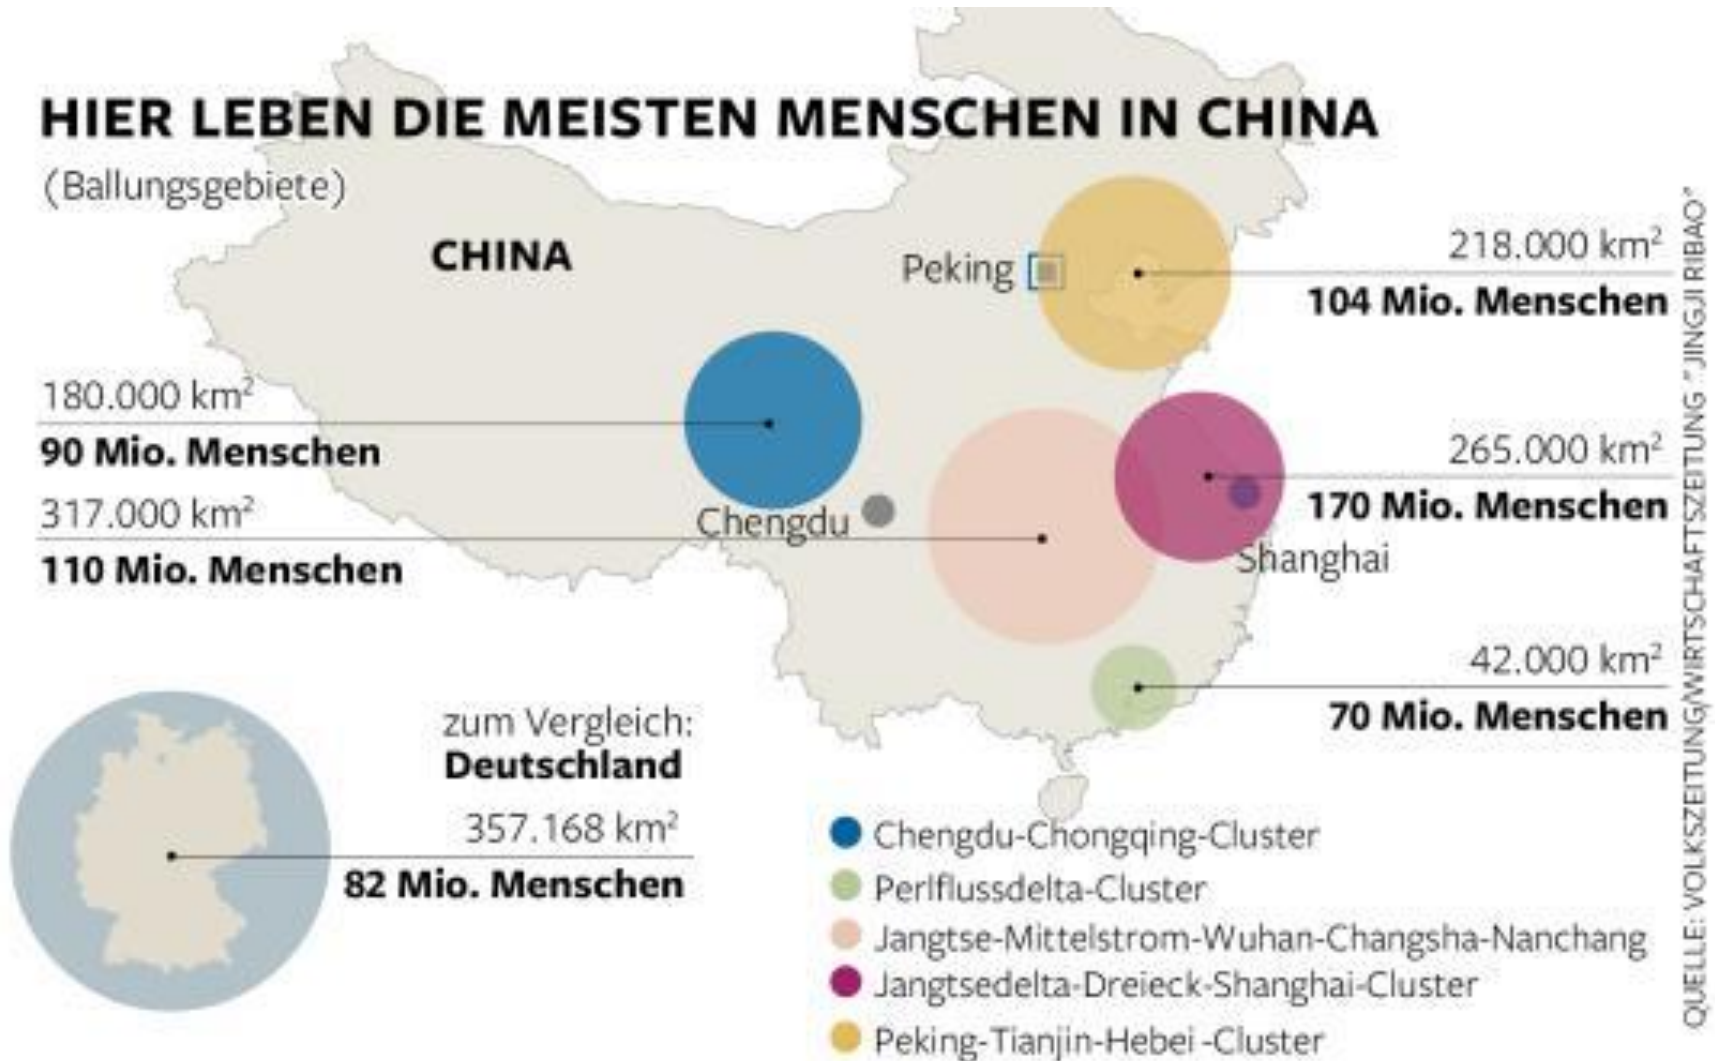 HIER LEBEN DIE MEISTEN MENSCHEN IN CHINA
(Ballungsgebiete)
CHINA
Peking
218.000 km²
104 Mio. Menschen
180.000 km²
90 Mio. Menschen
265.000 km²
170 Mio. Menschen
317.000 km²
110 Mio. Menschen
Chengdu
Shanghai
42.000 km²
70 Mio. Menschen
zum Vergleich:
Deutschland
357.168 km²
82 Mio. Menschen
Chengdu-Chongqing-Cluster
Perlflussdelta-Cluster
Jangtse-Mittelstrom-Wuhan-Changsha-Nanchang
Jangtsedelta-Dreieck-Shanghai-Cluster
Peking-Tianjin-Hebei -Cluster
QUELLE: VOLKSZEITUNG/WIRTSCHAFTSZEITUNG "JINGJI RIBAO"